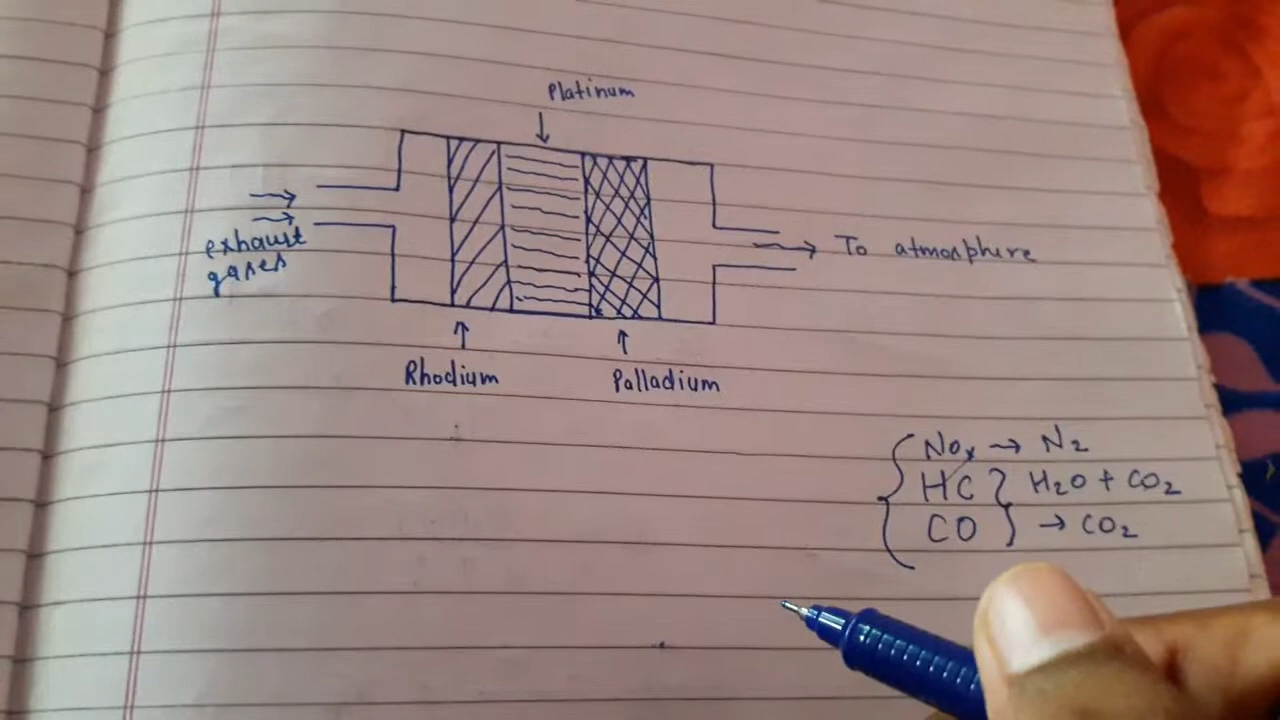 Platinum
exhaust
gases
To atmosphere
Rhodium
Palladium
NOx → N2
HC } H2O + CO2
CO } → CO2